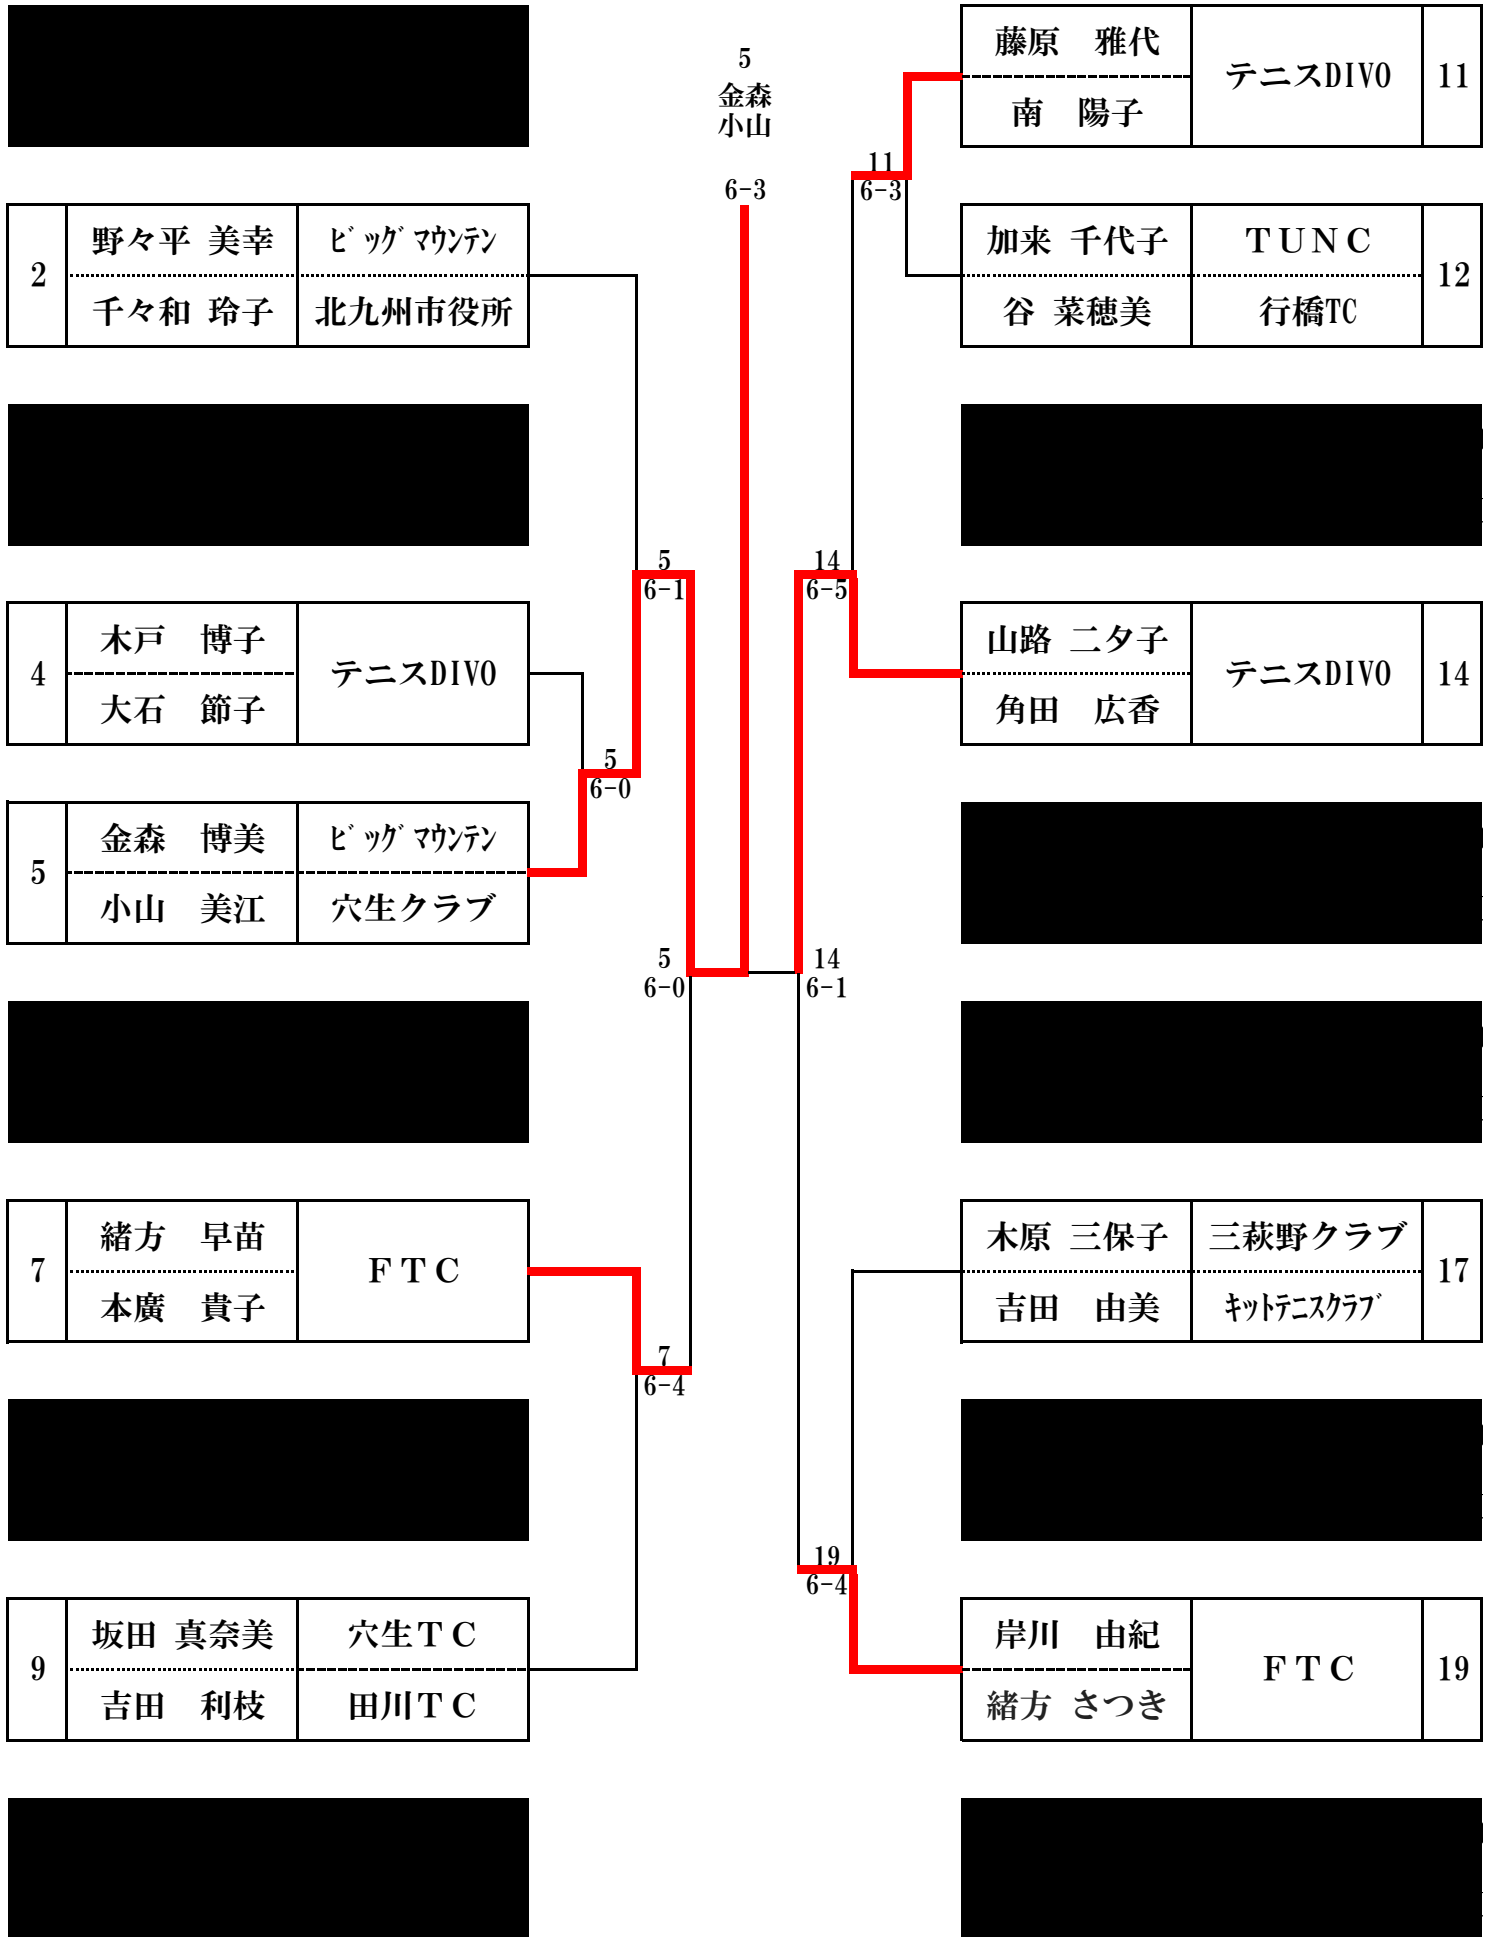 5
金森
小山
6-3
2
野々平 美幸
ﾋﾞｯｸﾞﾏｳﾝﾃﾝ
千々和 玲子
北九州市役所
4
木戸　博子
大石　節子
テニスDIVO
5
金森　博美
ﾋﾞｯｸﾞﾏｳﾝﾃﾝ
小山　美江
穴生クラブ
7
緒方　早苗
本廣　貴子
ＦＴＣ
9
坂田 真奈美
穴生ＴＣ
吉田　利枝
田川ＴＣ
5
6-1
5
6-0
5
6-0
7
6-4
11
6-3
14
6-5
14
6-1
19
6-4
藤原　雅代
南　陽子
テニスDIVO
11
加来 千代子
ＴＵＮＣ
谷 菜穂美
行橋TC
12
山路 二夕子
角田　広香
テニスDIVO
14
木原 三保子
三萩野クラブ
吉田　由美
ｷｯﾄﾃﾆｽｸﾗﾌﾞ
17
岸川　由紀
緒方 さつき
ＦＴＣ
19